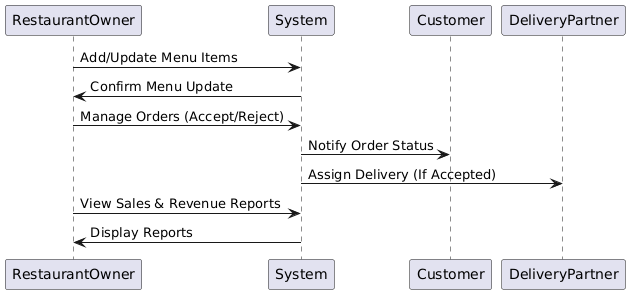 RestaurantOwner System Customer DeliveryPartner
Add/Update Menu Items
Confirm Menu Update
Manage Orders (Accept/Reject)
Notify Order Status
Assign Delivery (If Accepted)
View Sales & Revenue Reports
Display Reports
RestaurantOwner System Customer DeliveryPartner